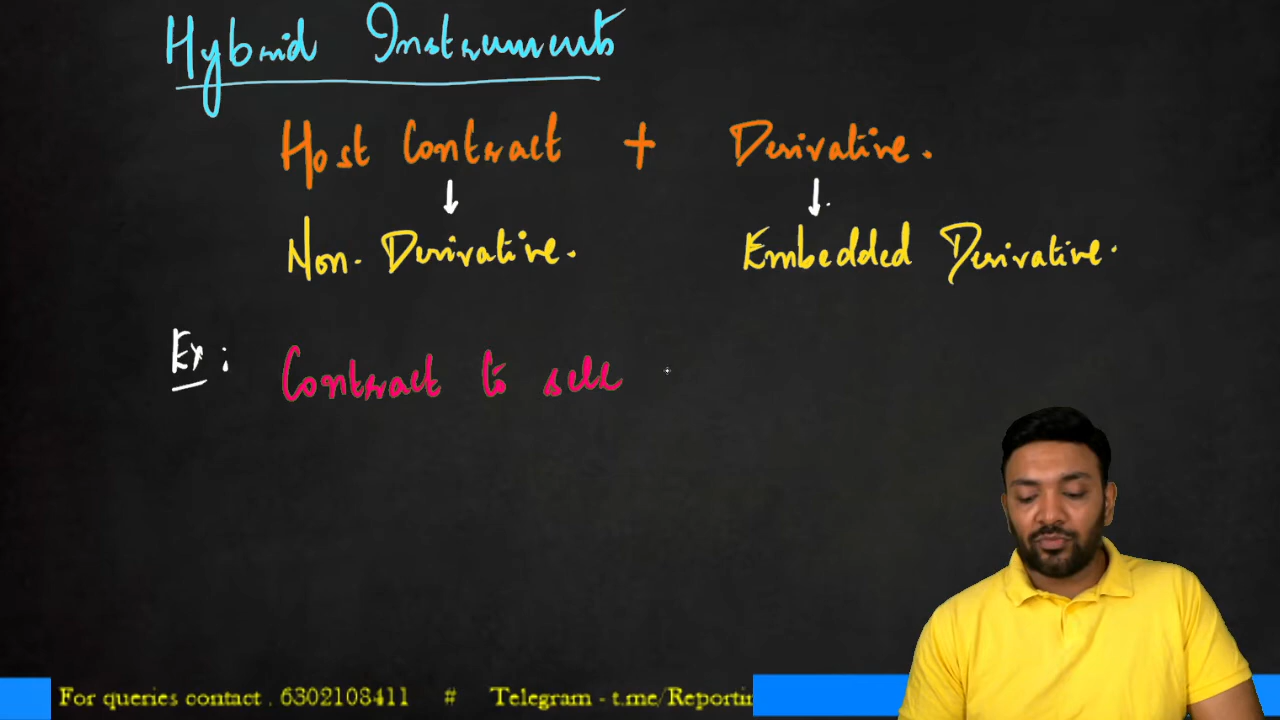 Hybrid Instruments
Host Contract + Derivative.
Non-Derivative. Embedded Derivative.
Ex: Contract to sell
For queries contact . 6302108411 # Telegram - t.me/Reportin